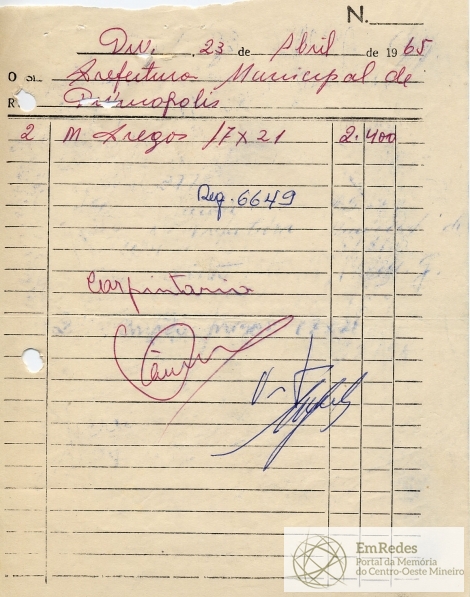 N.
Div. 23 de Abril de 1965
O Sr. Prefeitura Municipal de
R Divinopolis
2 M Pregos 17x21 2.400
Req. 6649
Carpintaria
EmRedes
Portal da Memória
do Centro-Oeste Mineiro